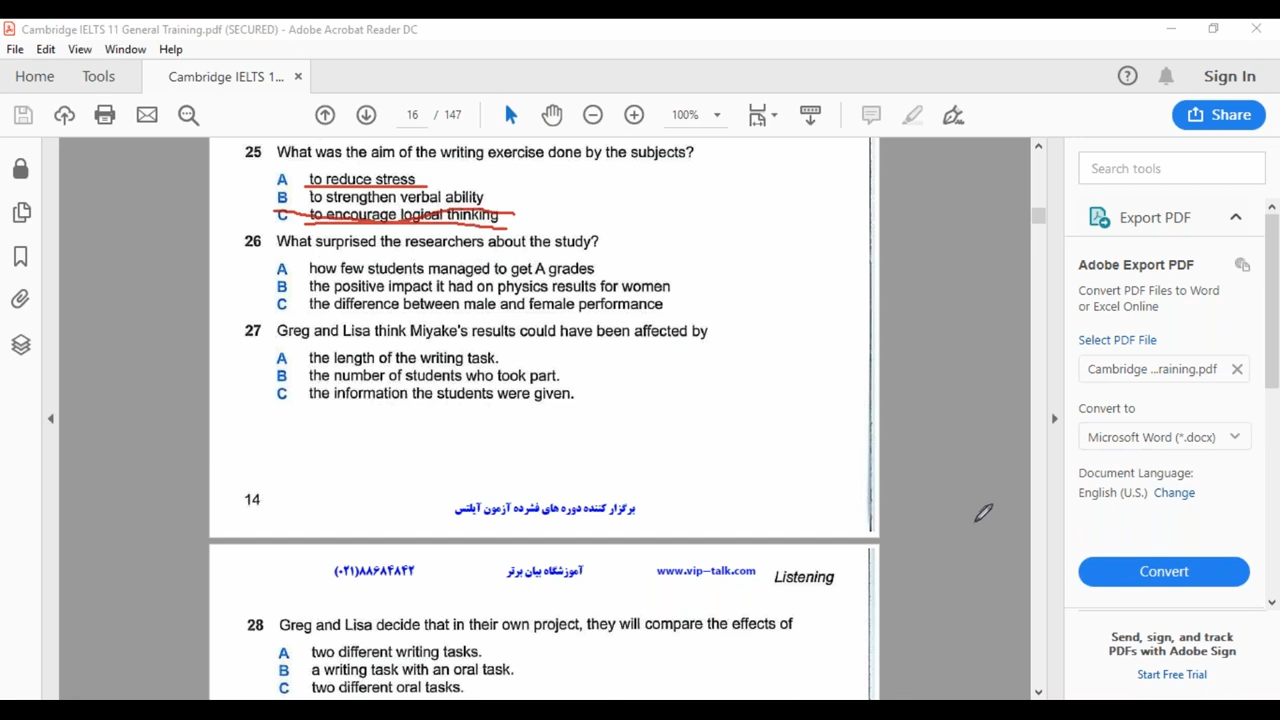 Cambridge IELTS 11 General Training.pdf (SECURED) - Adobe Acrobat Reader DC
File Edit View Window Help
Home Tools Cambridge IELTS 1... × Sign In
16 / 147 100% Share
25 What was the aim of the writing exercise done by the subjects?
A to reduce stress
B to strengthen verbal ability
C to encourage logical thinking
26 What surprised the researchers about the study?
A how few students managed to get A grades
B the positive impact it had on physics results for women
C the difference between male and female performance
27 Greg and Lisa think Miyake's results could have been affected by
A the length of the writing task.
B the number of students who took part.
C the information the students were given.
14
برگزار کننده دوره های فشرده آزمون آیلتس
(۰۲۱)۸۸۶۸۴۸۴۲ آموزشگاه بیان برتر www.vip-talk.com Listening
28 Greg and Lisa decide that in their own project, they will compare the effects of
A two different writing tasks.
B a writing task with an oral task.
C two different oral tasks.
Search tools
Export PDF
Adobe Export PDF
Convert PDF Files to Word
or Excel Online
Select PDF File
Cambridge ...raining.pdf
Convert to
Microsoft Word (*.docx)
Document Language:
English (U.S.) Change
Convert
Send, sign, and track
PDFs with Adobe Sign
Start Free Trial